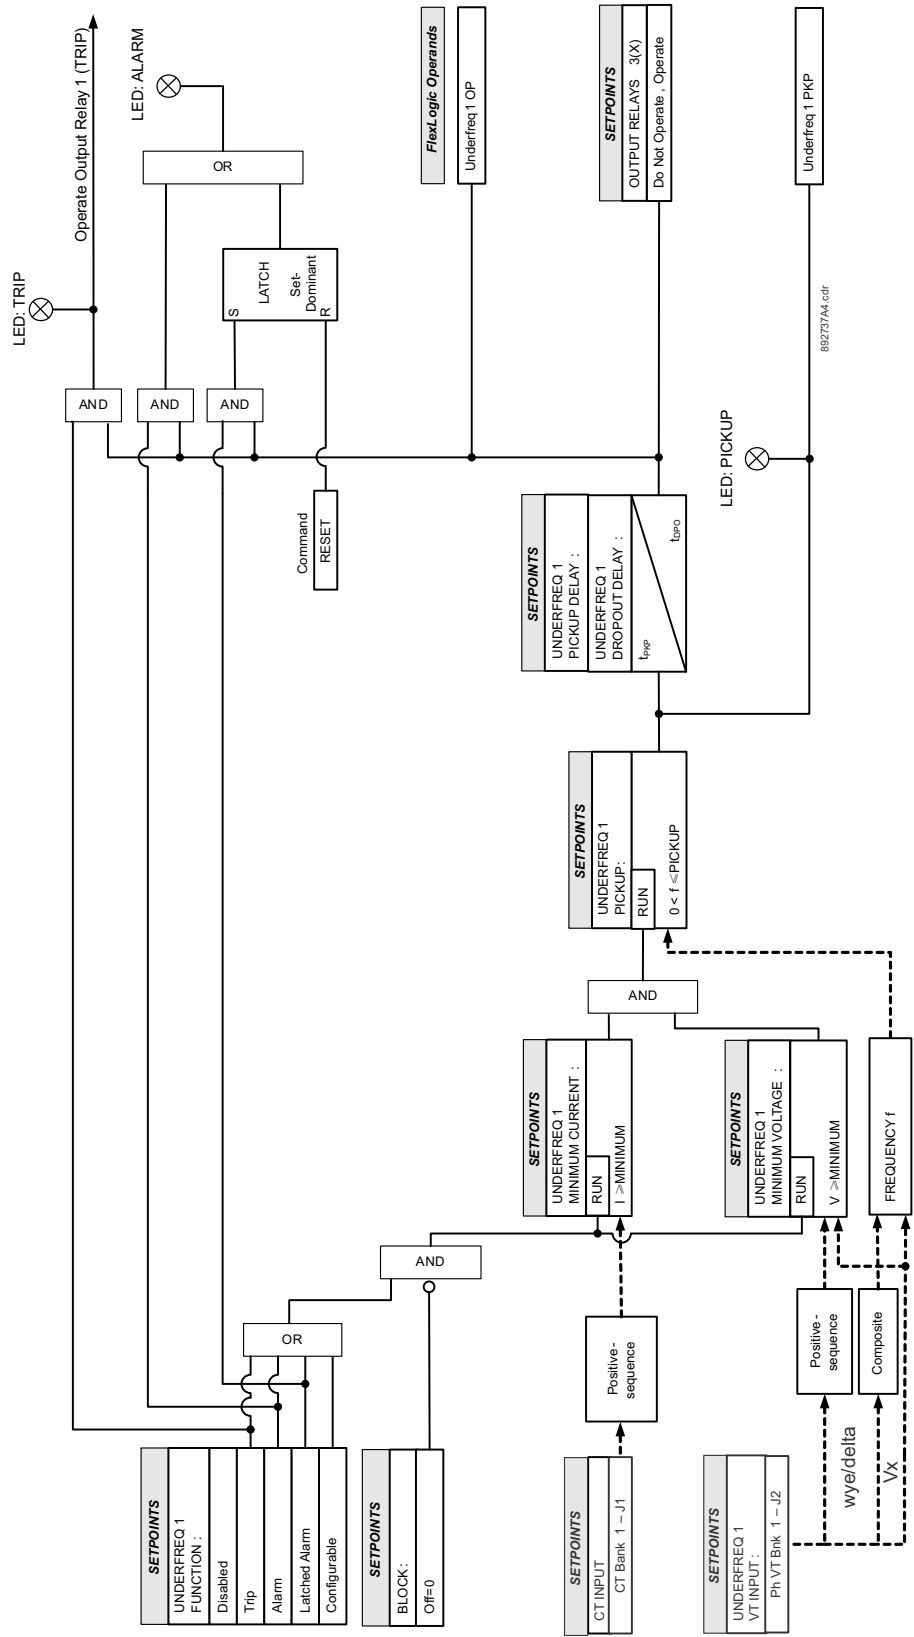 SETPOINTS
UNDERFREQ 1
FUNCTION :
Disabled
Trip
Alarm
Latched Alarm
Configurable
SETPOINTS
BLOCK :
Off=0
SETPOINTS
CT INPUT
CT Bank 1 – J1
SETPOINTS
UNDERFREQ 1
VT INPUT :
Ph VT Bnk 1 – J2
OR
AND
Positive-
sequence
wye/delta
Vx
Positive -
sequence
Composite
SETPOINTS
UNDERFREQ 1
MINIMUM CURRENT :
RUN
I ⩾MINIMUM
SETPOINTS
UNDERFREQ 1
MINIMUM VOLTAGE :
RUN
V ⩾MINIMUM
FREQUENCY f
AND
SETPOINTS
UNDERFREQ 1
PICKUP:
RUN
0 < f ⩽PICKUP
SETPOINTS
UNDERFREQ 1
PICKUP DELAY :
UNDERFREQ 1
DROPOUT DELAY :
tPKP
tDPO
LED: PICKUP
Command
RESET
AND
AND
AND
LED: TRIP
Operate Output Relay 1 (TRIP)
S
LATCH
Set-
Dominant
R
OR
LED: ALARM
FlexLogic Operands
Underfreq 1 OP
SETPOINTS
OUTPUT RELAYS 3(X)
Do Not Operate , Operate
Underfreq 1 PKP
892737A4.cdr